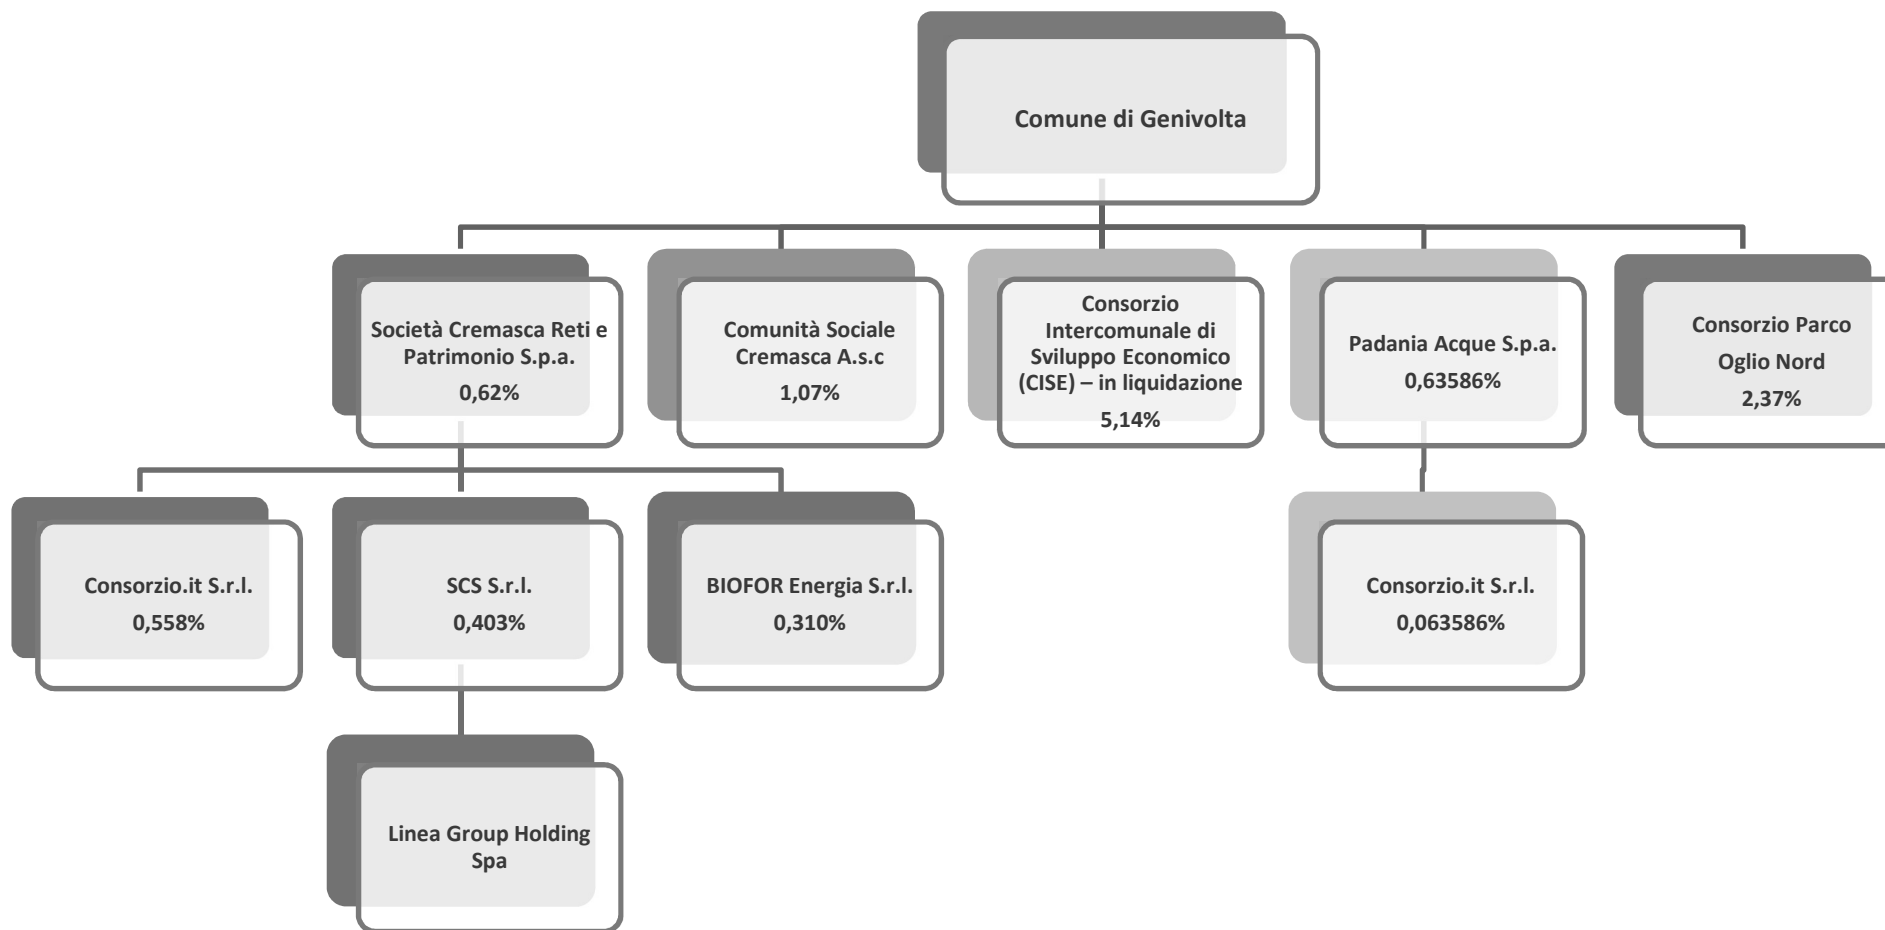 Comune di Genivolta
Società Cremasca Reti e
Patrimonio S.p.a.
0,62%
Comunità Sociale
Cremasca A.s.c
1,07%
Consorzio
Intercomunale di
Sviluppo Economico
(CISE) – in liquidazione
5,14%
Padania Acque S.p.a.
0,63586%
Consorzio Parco
Oglio Nord
2,37%
Consorzio.it S.r.l.
0,558%
SCS S.r.l.
0,403%
BIOFOR Energia S.r.l.
0,310%
Consorzio.it S.r.l.
0,063586%
Linea Group Holding
Spa